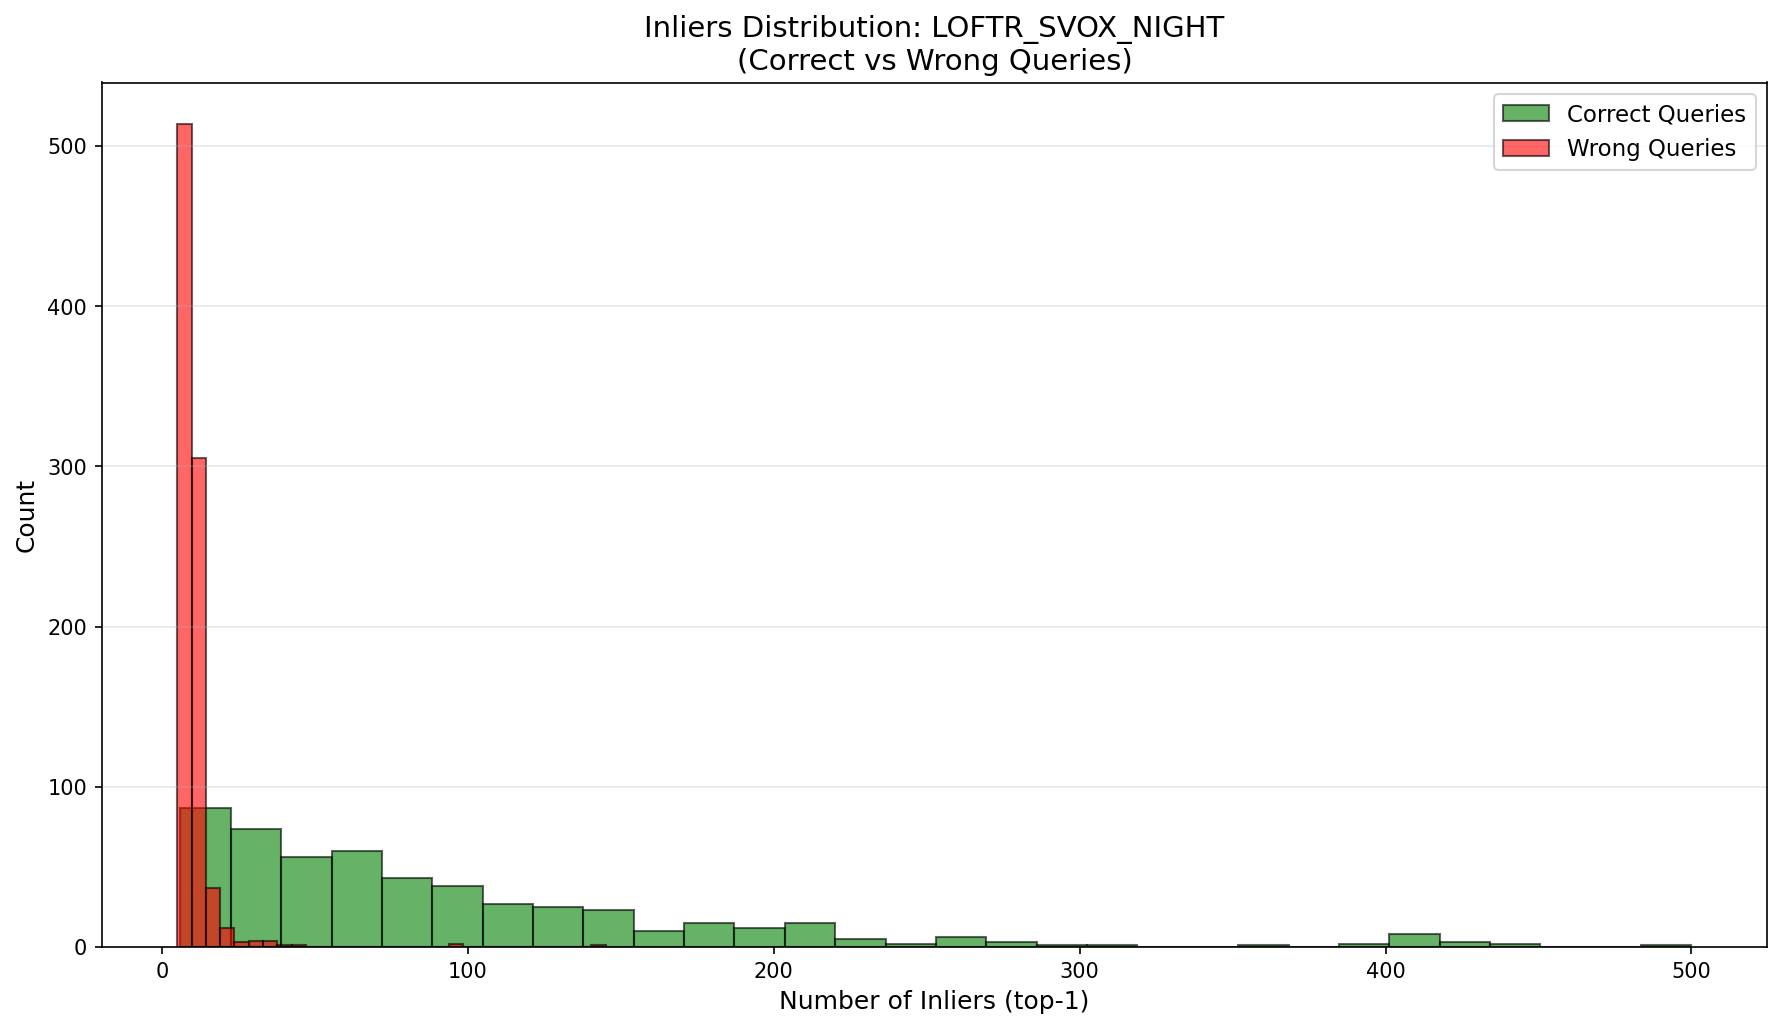 Inliers Distribution: LOFTR_SVOX_NIGHT
(Correct vs Wrong Queries)
Correct Queries
Wrong Queries
Count
500
400
300
200
100
0
0 100 200 300 400 500
Number of Inliers (top-1)